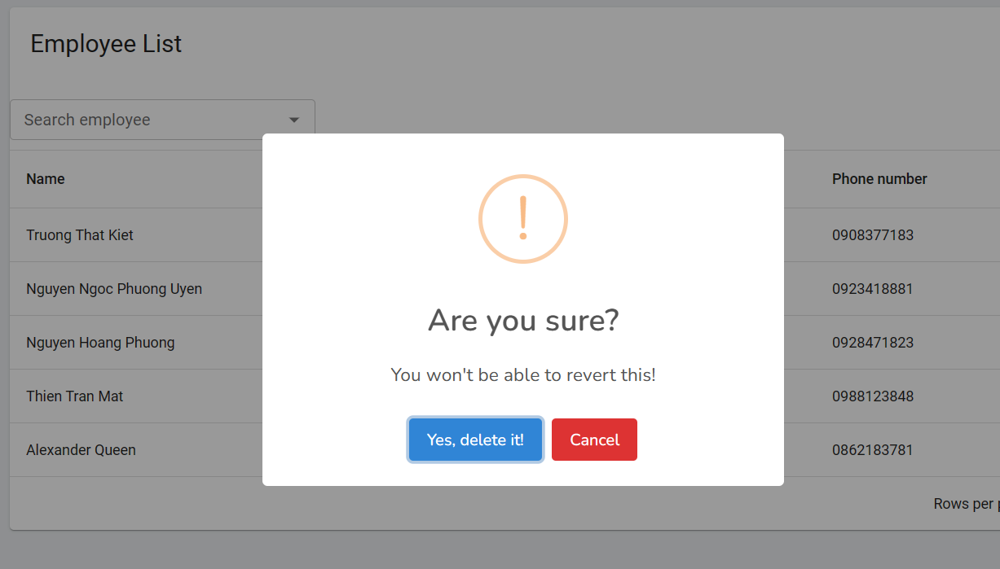 Employee List
Search employee
Name Phone number
Truong That Kiet 0908377183
Nguyen Ngoc Phuong Uyen 0923418881
Nguyen Hoang Phuong 0928471823
Thien Tran Mat 0988123848
Alexander Queen 0862183781
Rows per
!
Are you sure?
You won't be able to revert this!
Yes, delete it! Cancel